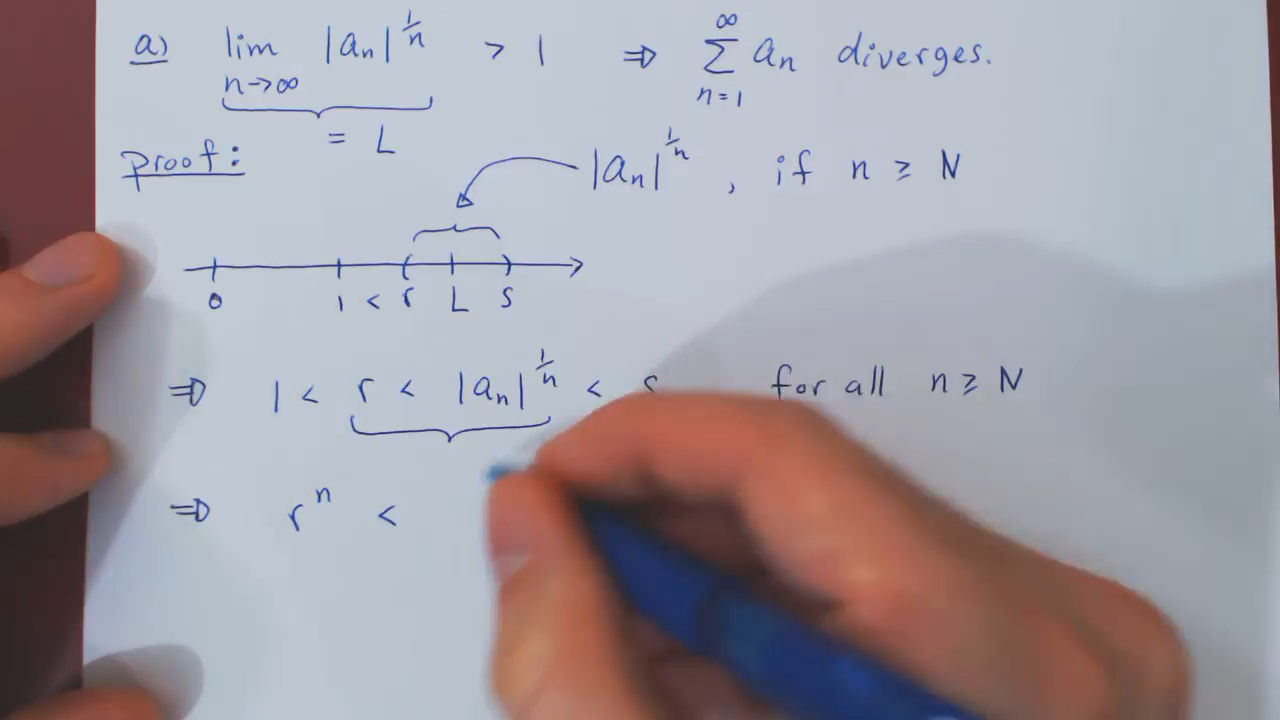 a) lim n→∞ |aₙ|^(1/n) > 1 ⇒ ∑ₙ₌₁^∞ aₙ diverges.
= L
proof:
|aₙ|^(1/n) , if n ≥ N
0 1 < r L s
⇒ 1 < r < |aₙ|^(1/n) < s for all n ≥ N
⇒ rⁿ <